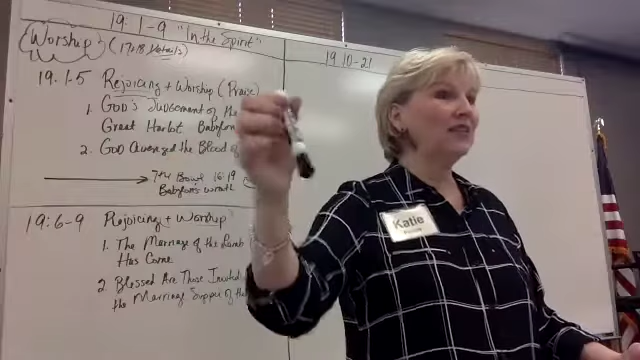 19: 1-9 "In the Spirit"
Worship (17+18 Details)
19:1-5 Rejoicing + Worship (Praise)
1. God's Judgement of the
Great Harlot Babylon
2. God Avenged the Blood of
7th Bowl 16:19
Babylon's wrath
19:6-9 Rejoicing + Worship
1. The Marriage of the Lamb
Has Come
2. Blessed Are Those Invited
the Marriage Supper of the
19:10-21
Katie